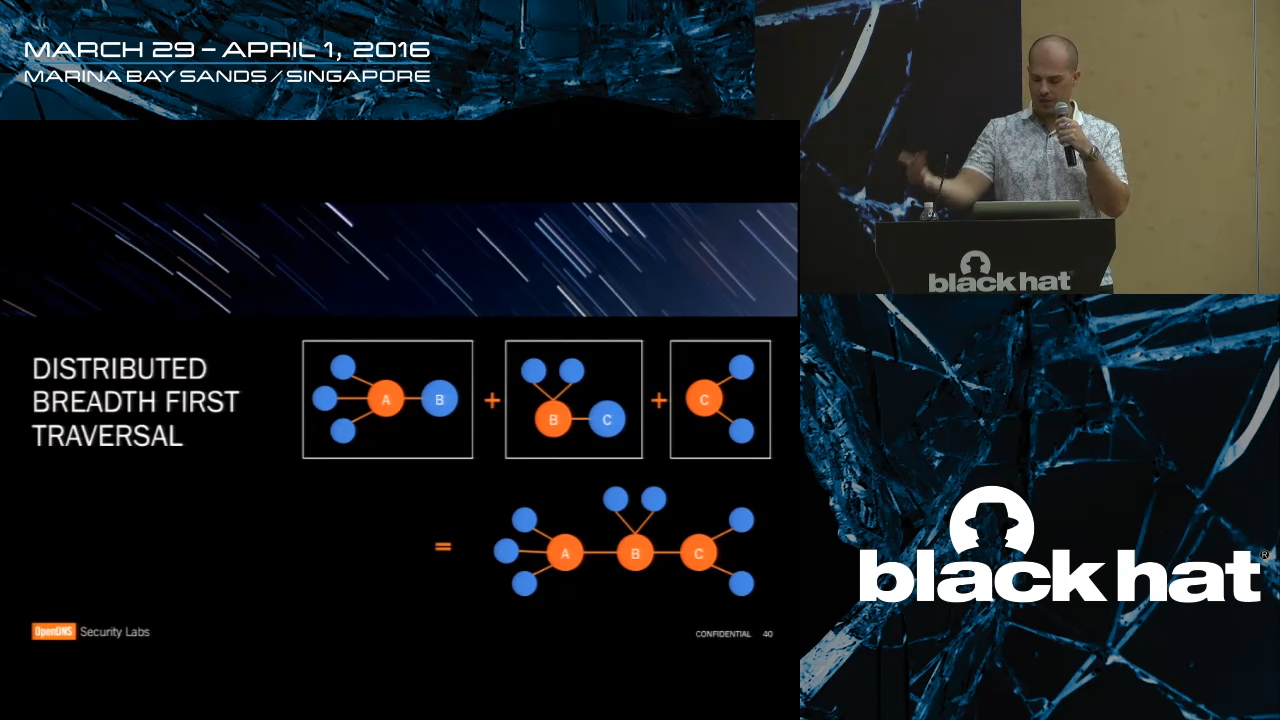 MARCH 29 – APRIL 1, 2016
MARINA BAY SANDS / SINGAPORE
black hat
DISTRIBUTED
BREADTH FIRST
TRAVERSAL
A B + B C + C
= A B C
OpenDNS Security Labs
CONFIDENTIAL 40
black hat®